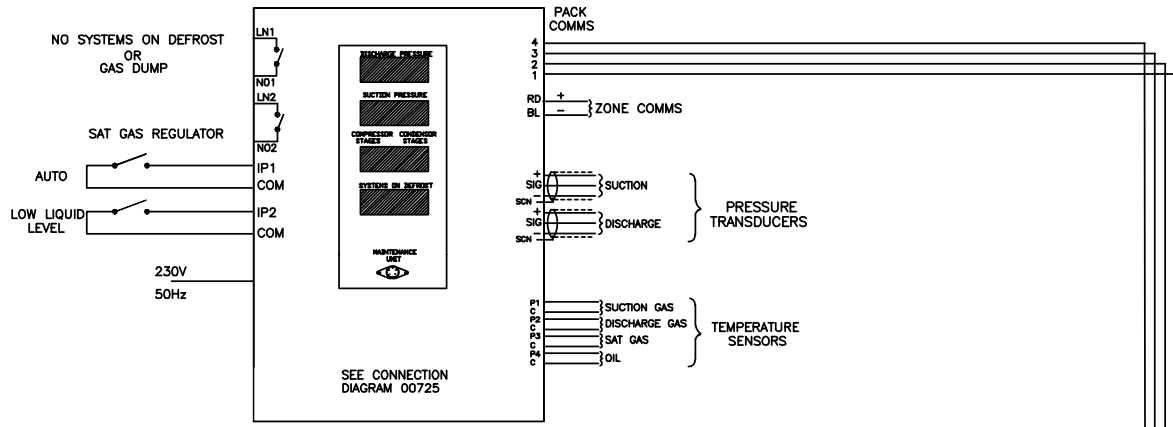 NO SYSTEMS ON DEFROST
OR
GAS DUMP
LN1
NO1
LN2
NO2
SAT GAS REGULATOR
AUTO
IP1
COM
LOW LIQUID
LEVEL
IP2
COM
230V
50Hz
DISCHARGE PRESSURE
SUCTION PRESSURE
COMPRESSOR
STAGES
CONDENSOR
STAGES
SYSTEMS ON DEFROST
MAINTENANCE
UNIT
SEE CONNECTION
DIAGRAM 00725
PACK
COMMS
4
3
2
1
RD +
BL −
ZONE COMMS
+
SIG
−
SCN
SUCTION
+
SIG
−
SCN
DISCHARGE
PRESSURE
TRANSDUCERS
P1
C
SUCTION GAS
P2
C
DISCHARGE GAS
P3
C
SAT GAS
P4
C
OIL
TEMPERATURE
SENSORS